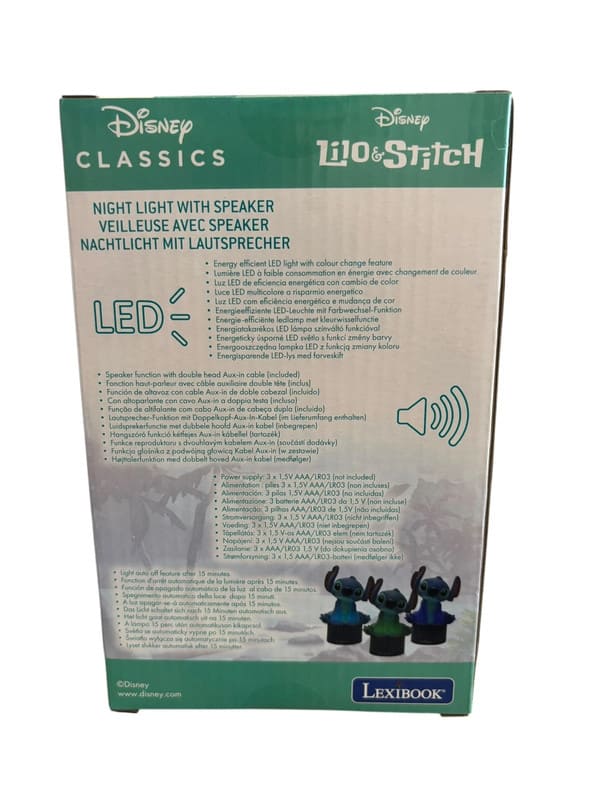 Disney
CLASSICS
Disney
Lilo & Stitch
NIGHT LIGHT WITH SPEAKER
VEILLEUSE AVEC SPEAKER
NACHTLICHT MIT LAUTSPRECHER
LED
• Energy efficient LED light with colour change feature
• Lumière LED à faible consommation en énergie avec changement de couleur
• Luz LED de eficiencia energética con cambio de color
• Luce LED multicolore a risparmio energetico
• Luz LED com eficiência energética e mudança de cor
• Energieeffiziente LED-Leuchte mit Farbwechsel-Funktion
• Energie-efficiënte ledlamp met kleurwisselfunctie
• Energiatakarékos LED lámpa színváltó funkcióval
• Energeticky úsporné LED světlo s funkcí změny barvy
• Energooszczędna lampka LED z funkcją zmiany koloru
• Energisparende LED-lys med farveskift
• Speaker function with double head Aux-in cable (included)
• Fonction haut-parleur avec câble auxiliaire double tête (inclus)
• Función de altavoz con cable Aux-in de doble cabezal (incluido)
• Con altoparlante con cavo Aux-in a doppia testa (incluso)
• Função de altifalante com cabo Aux-in de cabeça dupla (incluído)
• Lautsprecher-Funktion mit Doppelkopf-Aux-In-Kabel (im Lieferumfang enthalten)
• Luidsprekerfunctie met dubbele hoofd Aux-in kabel (inbegrepen)
• Hangszóró funkció kétfejes Aux-in kábellel (tartozék)
• Funkce reproduktoru s dvouhlavým kabelem Aux-in (součástí dodávky)
• Funkcja głośnika z podwójną głowicą Kabel Aux-in (w zestawie)
• Højttalerfunktion med dobbelt hoved Aux-in kabel (medfølger)
• Power supply: 3 x 1,5V AAA/LR03 (not included)
• Alimentation : piles 3 x 1,5V AAA/LR03 (non incluses)
• Alimentación: 3 pilas 1,5V AAA/LR03 (no incluidas)
• Alimentazione: 3 batterie AAA/LR03 da 1,5 V (non incluse)
• Alimentação: 3 pilhas AAA/LR03 de 1,5V (não incluídas)
• Stromversorgung: 3 x 1,5 V AAA/LR03 (nicht inbegriffen)
• Voeding: 3 x 1,5V AAA/LR03 (niet inbegrepen)
• Tápellátás: 3 x 1,5 V-os AAA/LR03 elem (nem tartozék)
• Napájení: 3 x 1,5 V AAA/LR03 (nejsou součástí balení)
• Zasilanie: 3 x AAA/LR03 1,5 V (do dokupienia osobno)
• Strømforsyning: 3 x 1,5 V AAA/LR03-batteri (medfølger ikke)
• Light auto off feature after 15 minutes
• Fonction d'arrêt automatique de la lumière après 15 minutes
• Función de apagado automático de la luz al cabo de 15 minutos.
• Spegnimento automatico della luce dopo 15 minuti
• A luz apagar-se-á automaticamente após 15 minutos.
• Das Licht schaltet sich nach 15 Minuten automatisch aus.
• Het licht gaat automatisch uit na 15 minuten.
• A lámpa 15 perc után automatikusan kikapcsol.
• Světlo se automaticky vypne po 15 minutách.
• Światło wyłącza się automatycznie po 15 minutach.
• Lyset slukker automatisk efter 15 minutter.
©Disney
www.disney.com
LEXIBOOK®